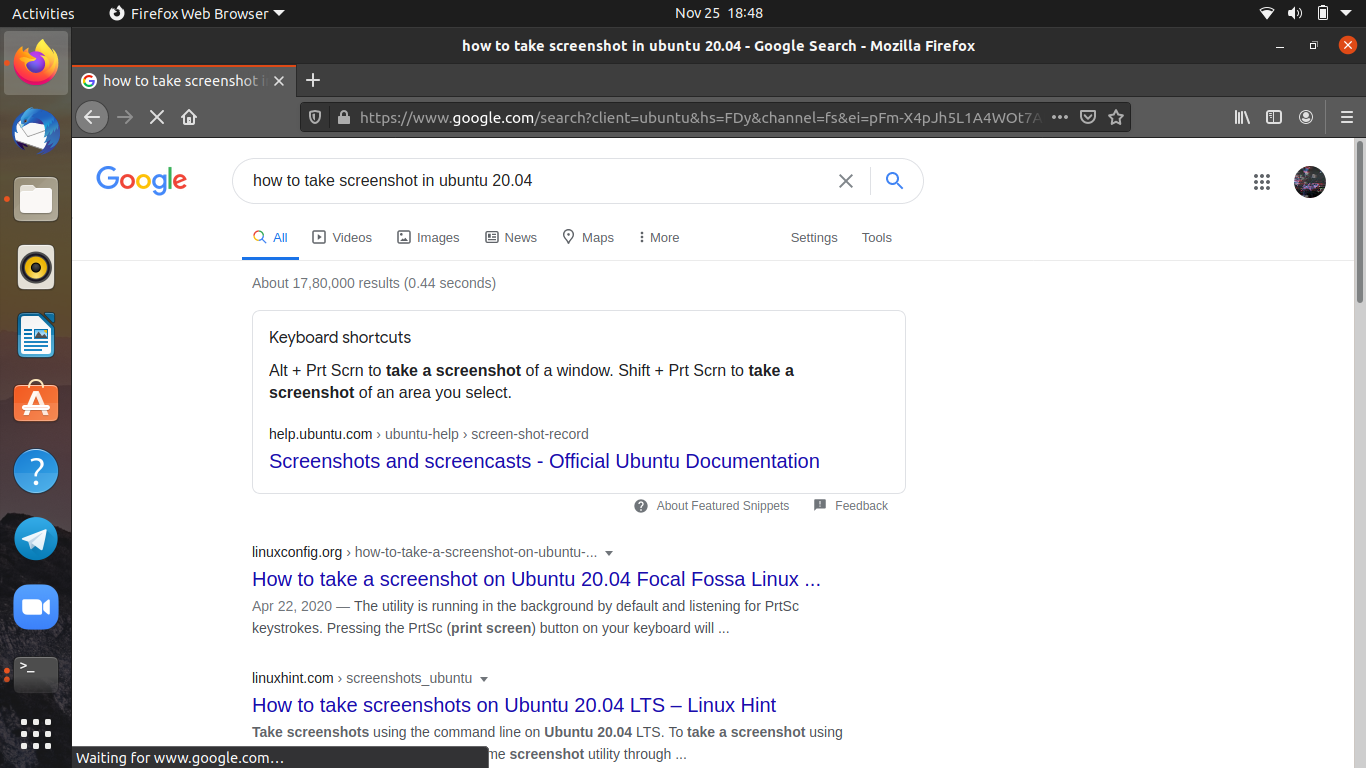 Activities
Firefox Web Browser
Nov 25 18:48
how to take screenshot in ubuntu 20.04 - Google Search - Mozilla Firefox
how to take screenshot i
https://www.google.com/search?client=ubuntu&hs=FDy&channel=fs&ei=pFm-X4pJh5L1A4WOt7A
Google
how to take screenshot in ubuntu 20.04
All
Videos
Images
News
Maps
More
Settings
Tools
About 17,80,000 results (0.44 seconds)
Keyboard shortcuts
Alt + Prt Scrn to take a screenshot of a window. Shift + Prt Scrn to take a
screenshot of an area you select.
help.ubuntu.com › ubuntu-help › screen-shot-record
Screenshots and screencasts - Official Ubuntu Documentation
About Featured Snippets
Feedback
linuxconfig.org › how-to-take-a-screenshot-on-ubuntu-...
How to take a screenshot on Ubuntu 20.04 Focal Fossa Linux ...
Apr 22, 2020 — The utility is running in the background by default and listening for PrtSc
keystrokes. Pressing the PrtSc (print screen) button on your keyboard will ...
linuxhint.com › screenshots_ubuntu
How to take screenshots on Ubuntu 20.04 LTS – Linux Hint
Take screenshots using the command line on Ubuntu 20.04 LTS. To take a screenshot using
me screenshot utility through ...
Waiting for www.google.com…